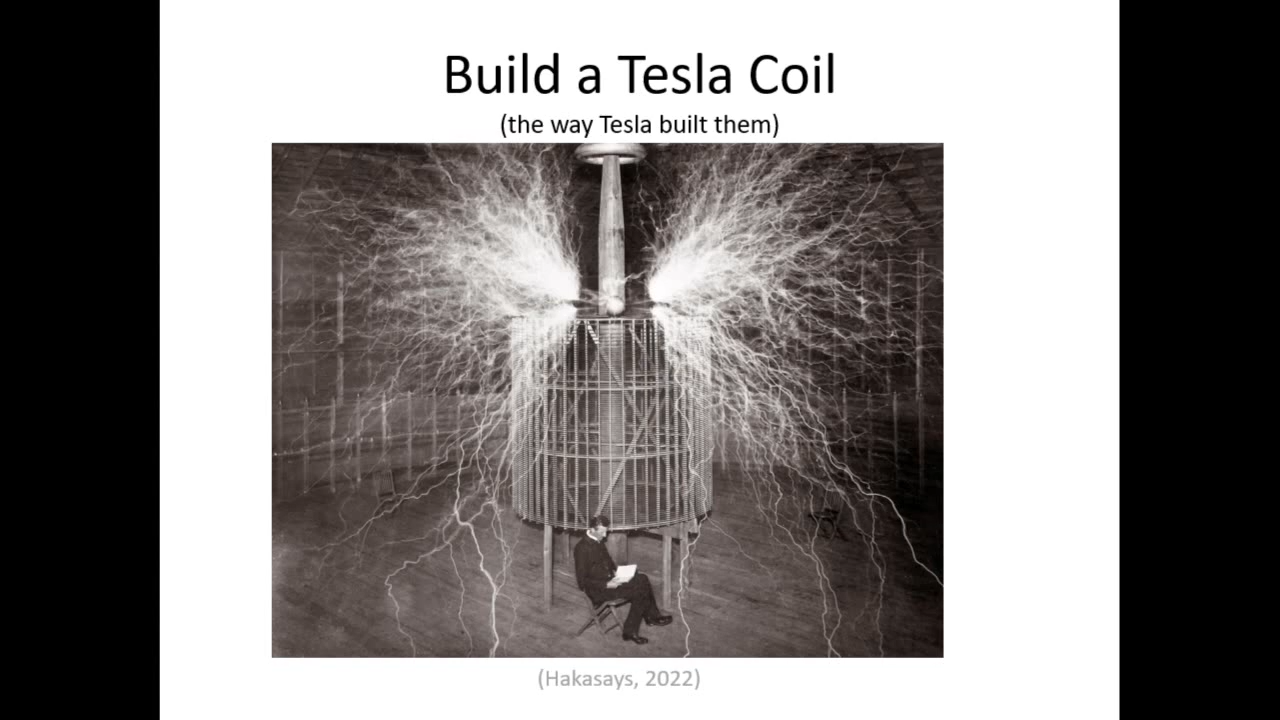 Build a Tesla Coil
(the way Tesla built them)
(Hakasays, 2022)